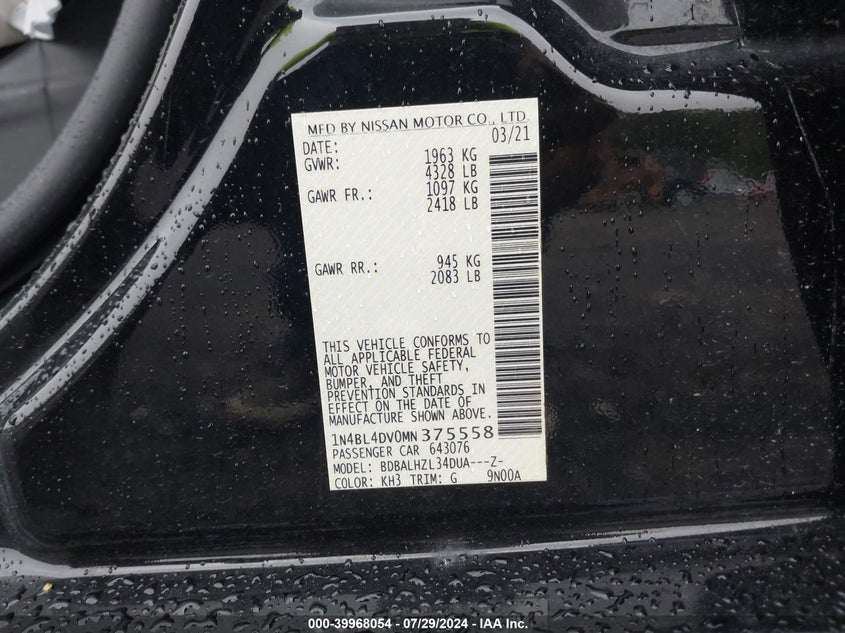 MFD BY NISSAN MOTOR CO., LTD.
DATE: 03/21
GVWR: 1963 KG
4328 LB
GAWR FR.: 1097 KG
2418 LB
GAWR RR.: 945 KG
2083 LB
THIS VEHICLE CONFORMS TO
ALL APPLICABLE FEDERAL
MOTOR VEHICLE SAFETY,
BUMPER, AND THEFT
PREVENTION STANDARDS IN
EFFECT ON THE DATE OF
MANUFACTURE SHOWN ABOVE.
1N4BL4DV0MN375558
PASSENGER CAR 643076
MODEL: BDBALHZL34DUA---Z-
COLOR: KH3 TRIM: G 9N00A
000-39968054 - 07/29/2024 - IAA Inc.